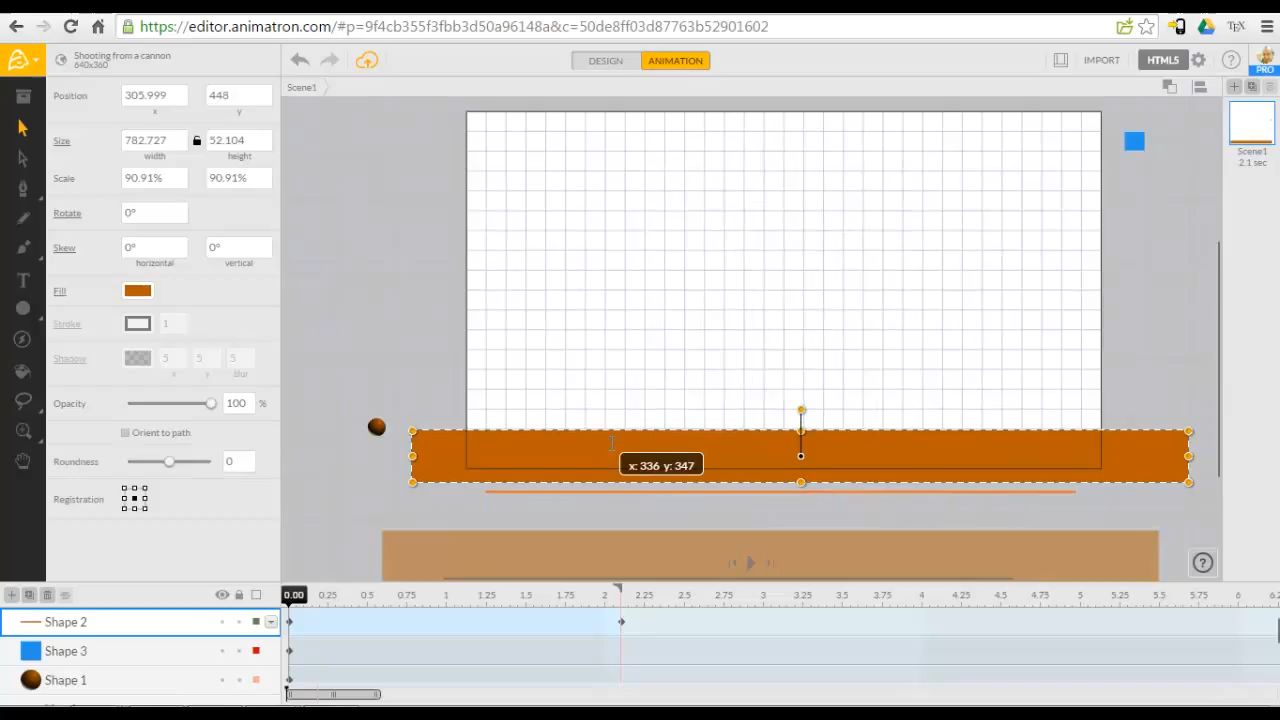 https://editor.animatron.com/#p=9f4cb355f3fbb3d50a96148a&c=50de8ff03d87763b52901602
TEX
Shooting from a cannon
640x360
DESIGN
ANIMATION
IMPORT
HTML5
?
PRO
Scene1
Position
305.999
448
x
y
Size
782.727
52.104
width
height
Scale
90.91%
90.91%
Rotate
0°
Skew
0°
0°
horizontal
vertical
Fill
Stroke
1
Shadow
5
5
5
x
y
blur
Opacity
100
%
Orient to path
Roundness
0
Registration
T
Scene1
2.1 sec
x: 336 y: 347
?
0.00
0.25
0.5
0.75
1
1.25
1.5
1.75
2
2.25
2.5
2.75
3
3.25
3.5
3.75
4
4.25
4.5
4.75
5
5.25
5.5
5.75
6
6.2
Shape 2
Shape 3
Shape 1